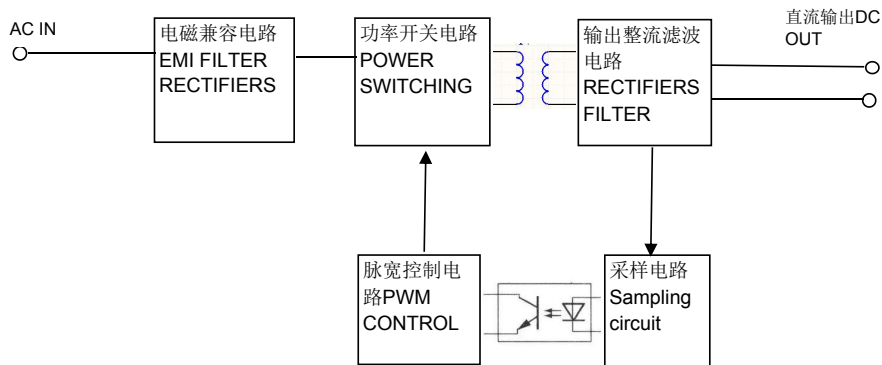 AC IN
电磁兼容电路
EMI FILTER
RECTIFIERS
功率开关电路
POWER
SWITCHING
输出整流滤波
电路
RECTIFIERS
FILTER
直流输出DC
OUT
脉宽控制电
路PWM
CONTROL
采样电路
Sampling
circuit